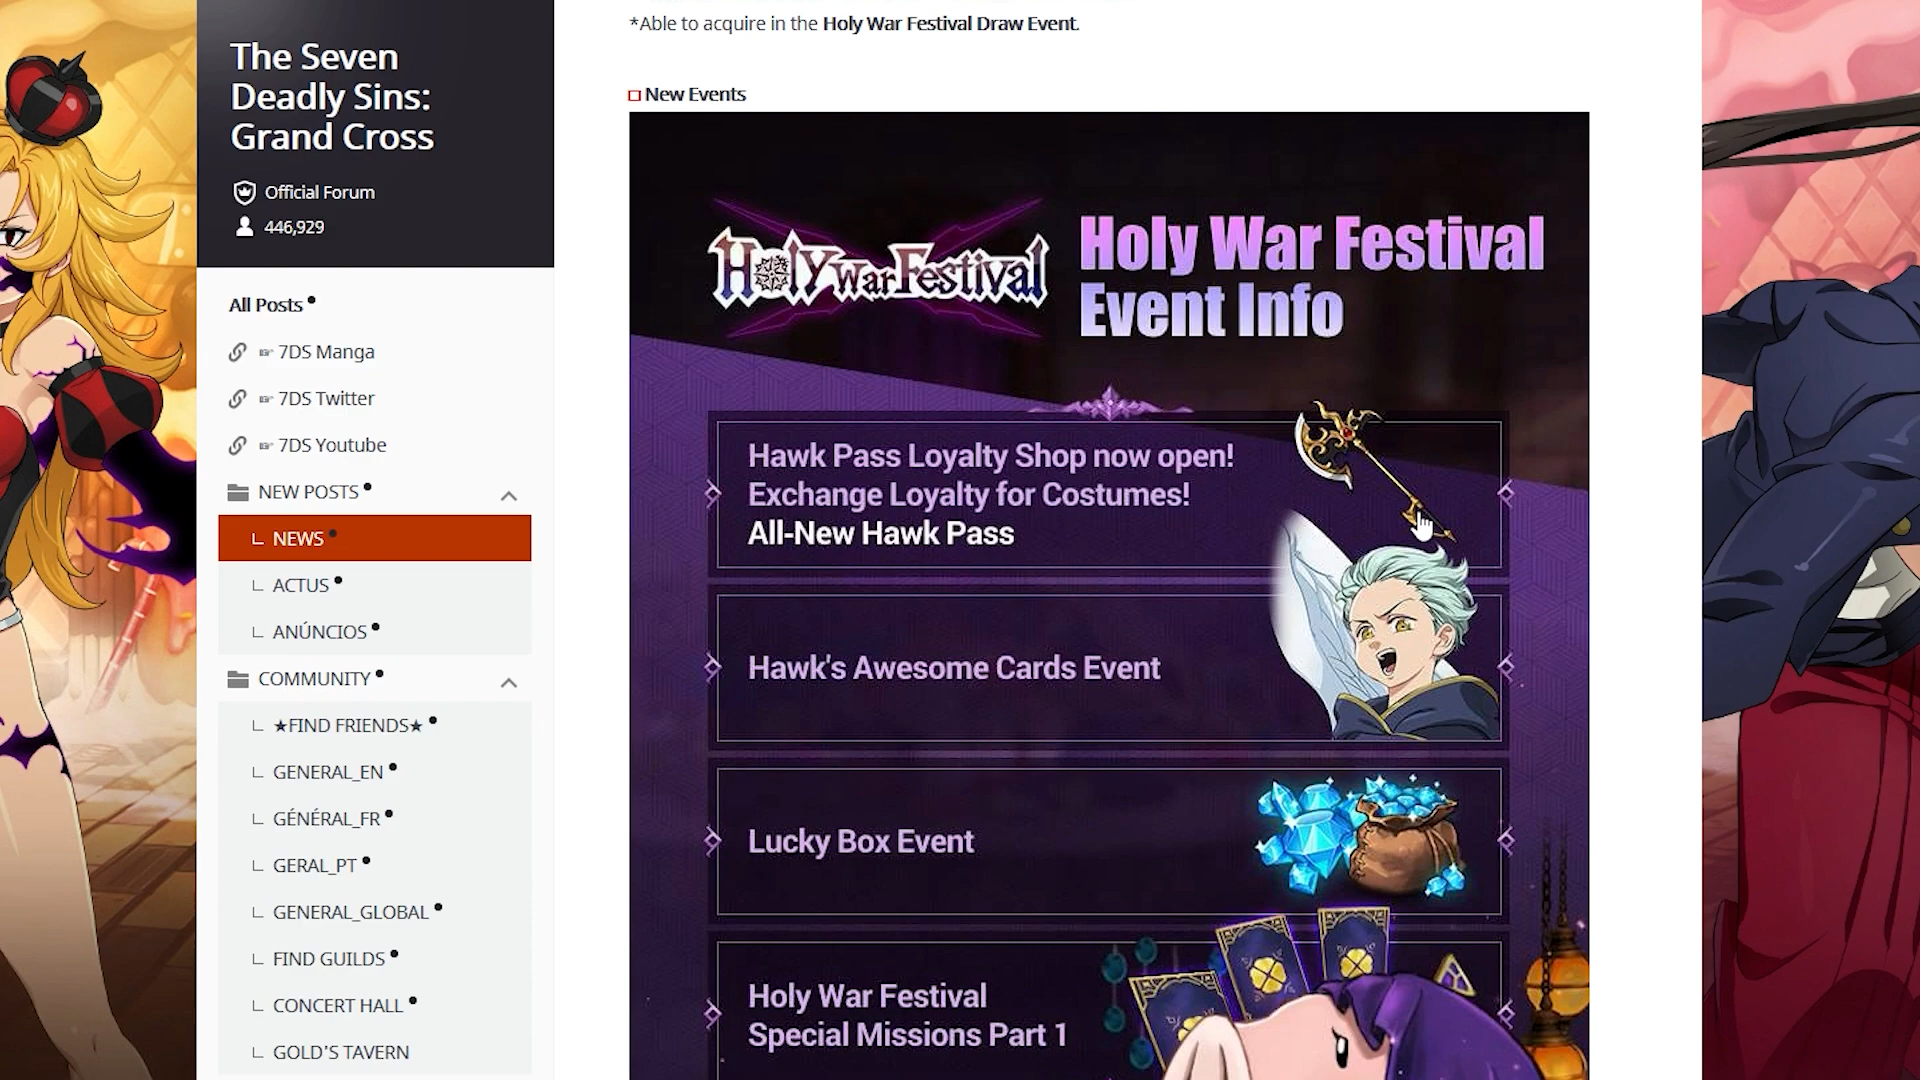 *Able to acquire in the Holy War Festival Draw Event.
The Seven
Deadly Sins:
Grand Cross
Official Forum
446,929
All Posts
7DS Manga
7DS Twitter
7DS Youtube
NEW POSTS
NEWS
ACTUS
ANÚNCIOS
COMMUNITY
★FIND FRIENDS★
GENERAL_EN
GÉNÉRAL_FR
GERAL_PT
GENERAL_GLOBAL
FIND GUILDS
CONCERT HALL
GOLD'S TAVERN
New Events
Holy War Festival
Holy War Festival
Event Info
Hawk Pass Loyalty Shop now open!
Exchange Loyalty for Costumes!
All-New Hawk Pass
Hawk's Awesome Cards Event
Lucky Box Event
Holy War Festival
Special Missions Part 1